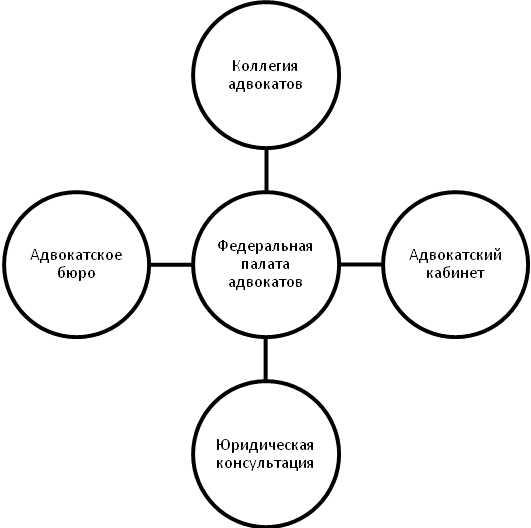 Коллегия
адвокатов
Адвокатское
бюро
Федеральная
палата
адвокатов
Адвокатский
кабинет
Юридическая
консультация